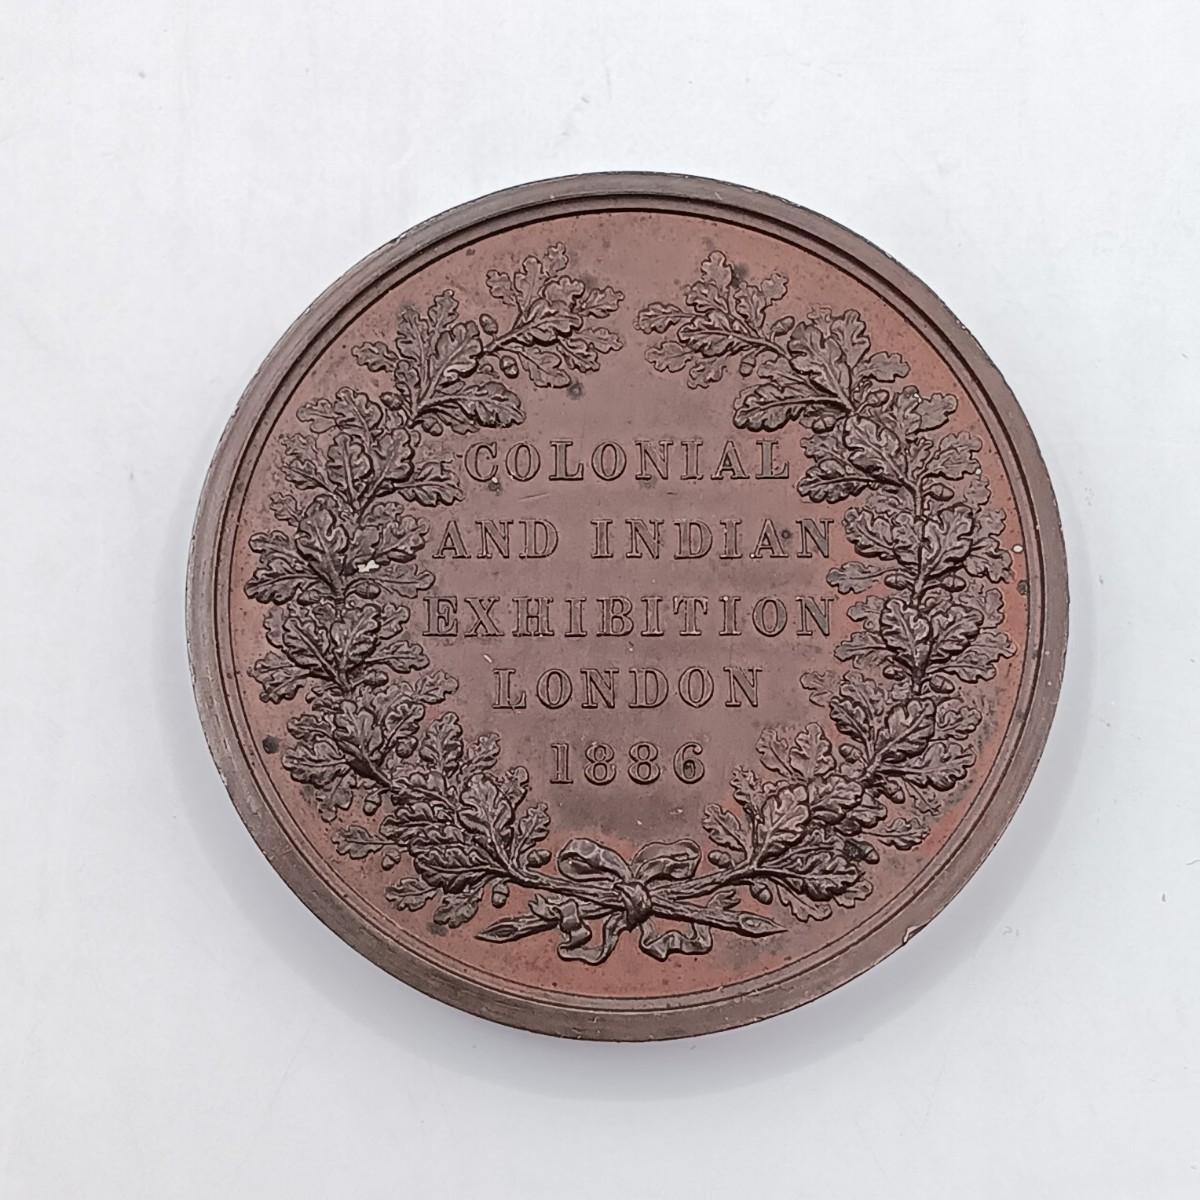 COLONIAL
AND INDIAN
EXHIBITION
LONDON
1886